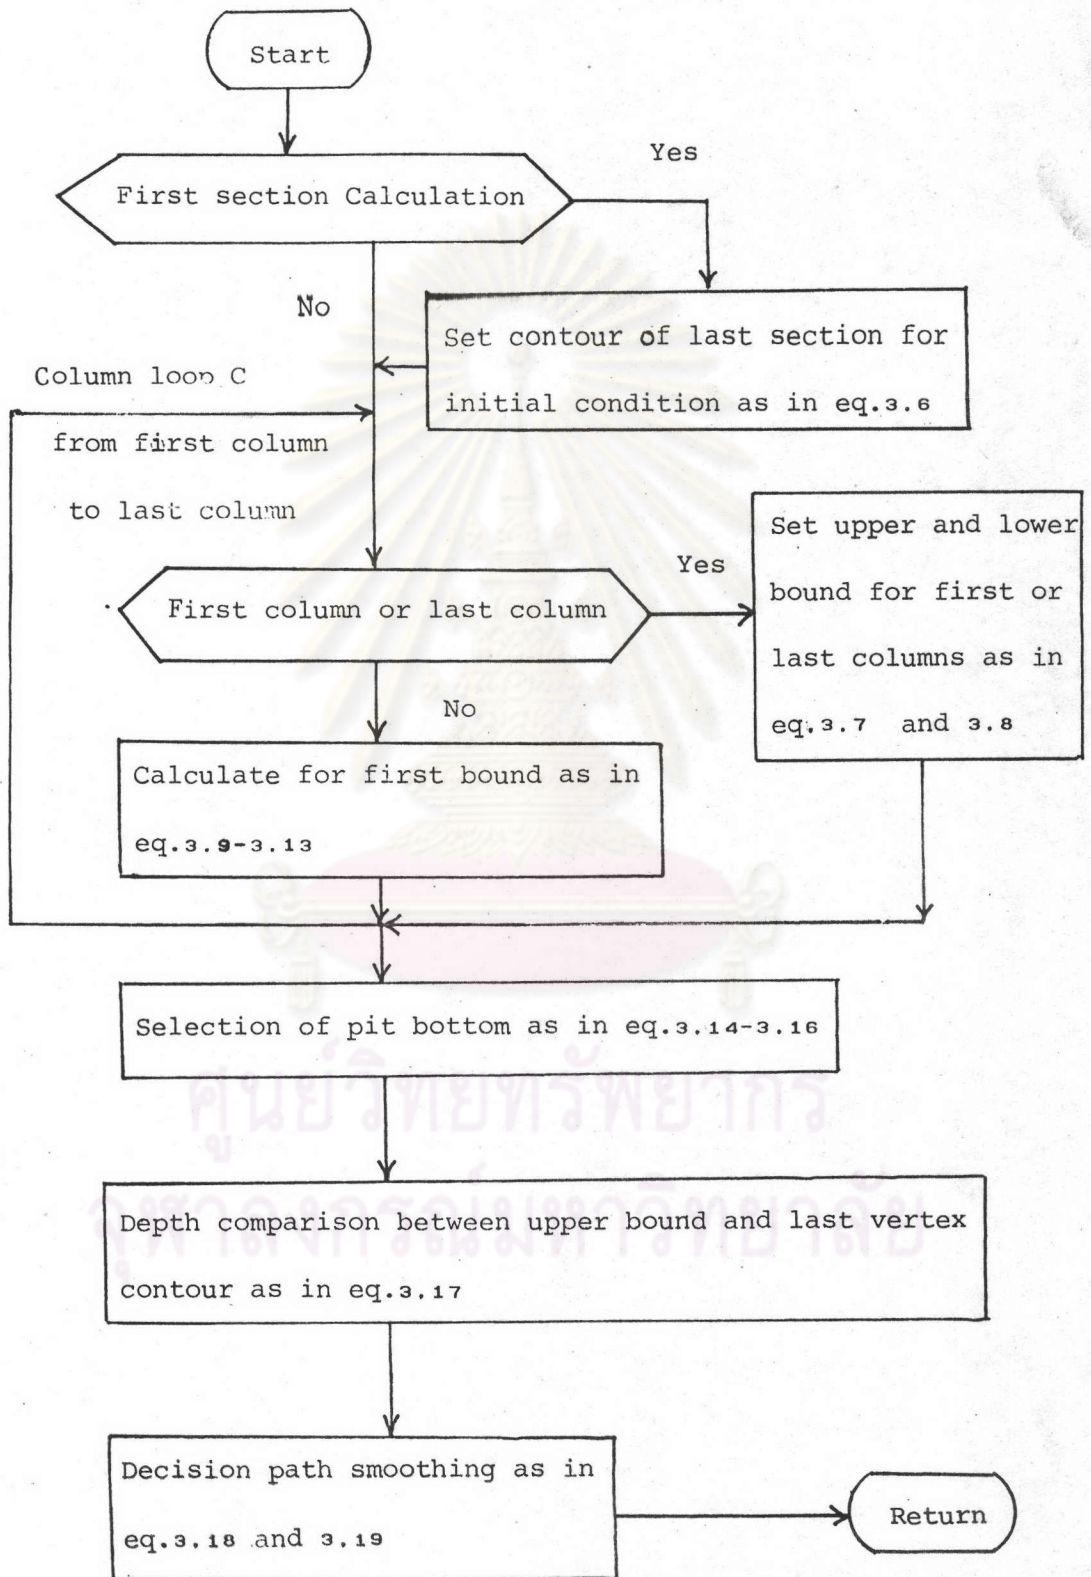 Start
First section Calculation
Yes
No
Set contour of last section for
initial condition as in eq.3.6
Column loop C
from first column
to last column
First column or last column
Yes
Set upper and lower
bound for first or
last columns as in
eq.3.7 and 3.8
No
Calculate for first bound as in
eq.3.9-3.13
Selection of pit bottom as in eq.3.14-3.16
ศูนย์วิทยทรัพยากร
Depth comparison between upper bound and last vertex
contour as in eq.3.17
จุฬาลงกรณ์มหาวิทยาลัย
Decision path smoothing as in
eq.3.18 and 3.19
Return